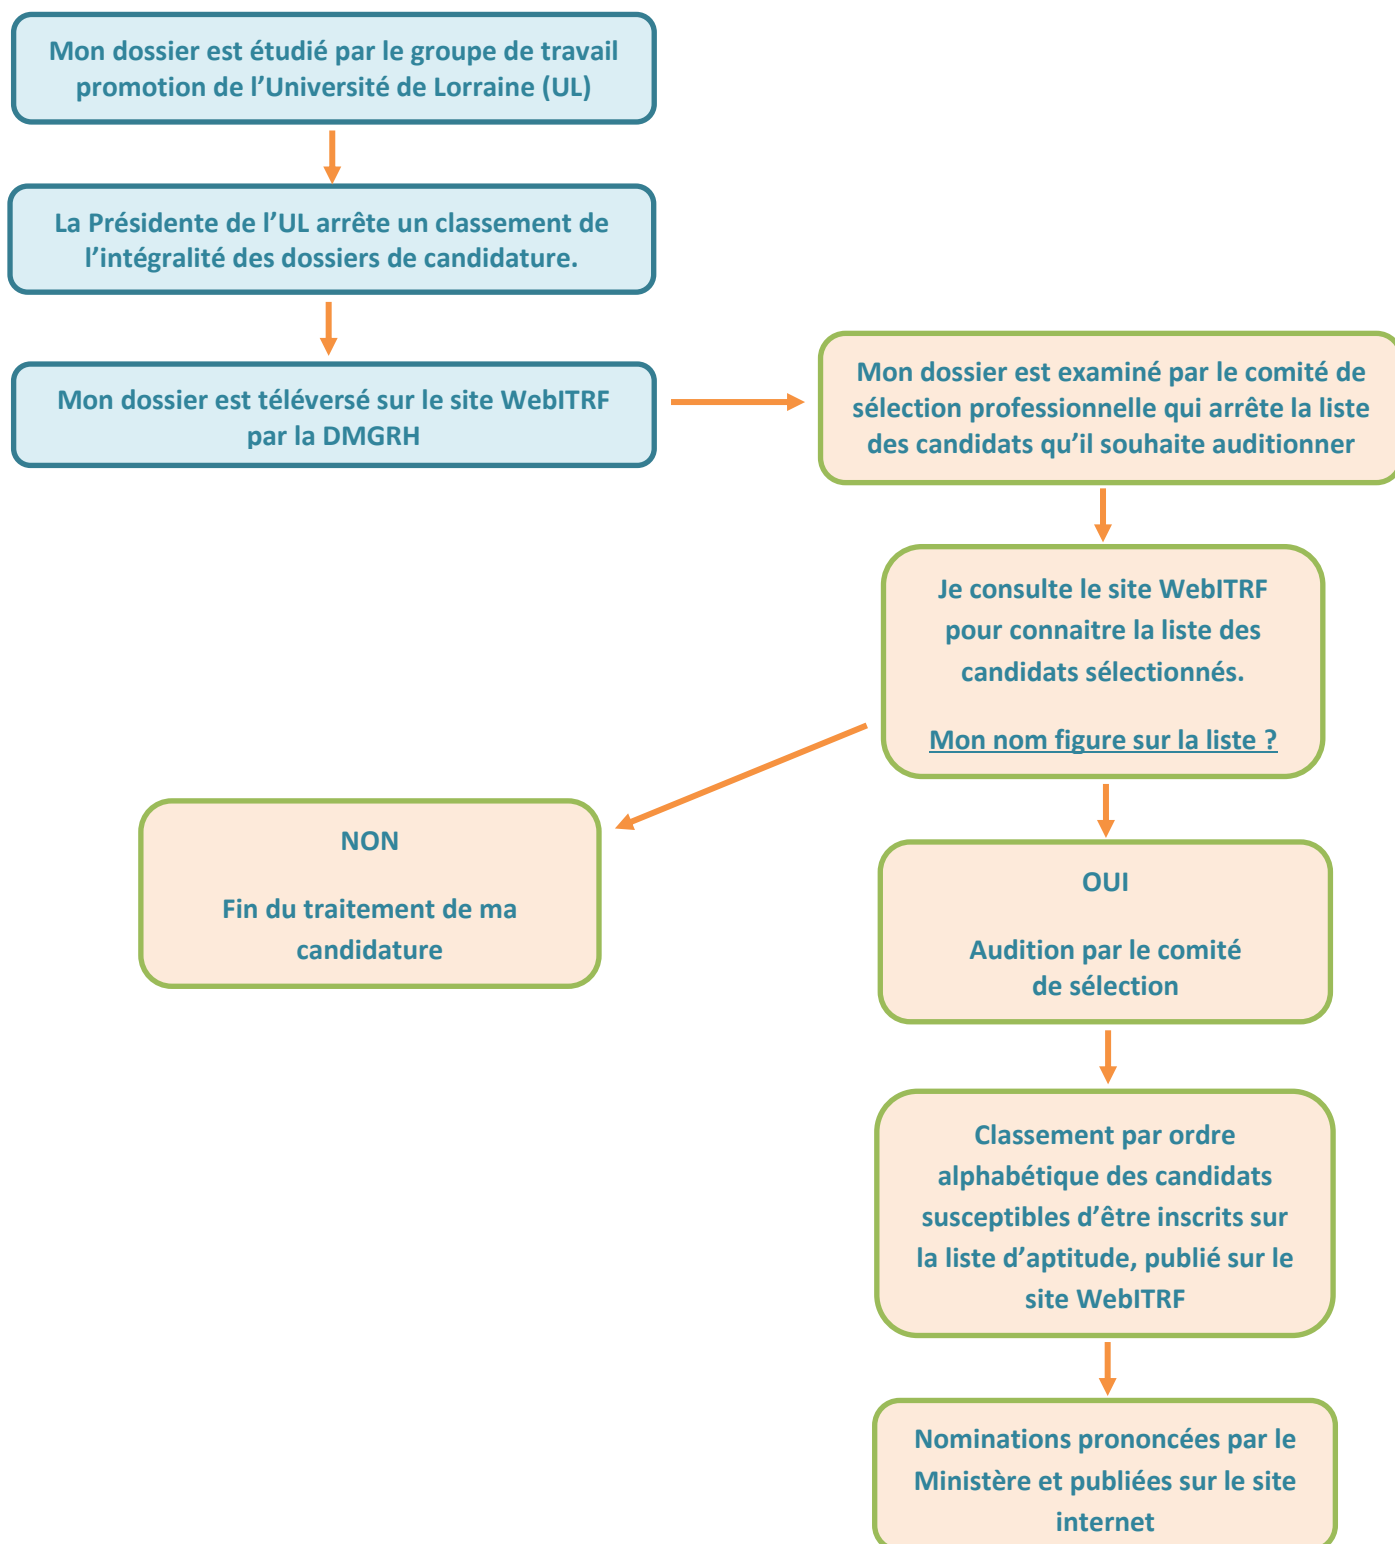 Mon dossier est étudié par le groupe de travail
promotion de l’Université de Lorraine (UL)
La Présidente de l’UL arrête un classement de
l’intégralité des dossiers de candidature.
Mon dossier est téléversé sur le site WebITRF
par la DMGRH
Mon dossier est examiné par le comité de
sélection professionnelle qui arrête la liste
des candidats qu’il souhaite auditionner
Je consulte le site WebITRF
pour connaitre la liste des
candidats sélectionnés.
Mon nom figure sur la liste ?
NON
Fin du traitement de ma
candidature
OUI
Audition par le comité
de sélection
Classement par ordre
alphabétique des candidats
susceptibles d’être inscrits sur
la liste d’aptitude, publié sur le
site WebITRF
Nominations prononcées par le
Ministère et publiées sur le site
internet